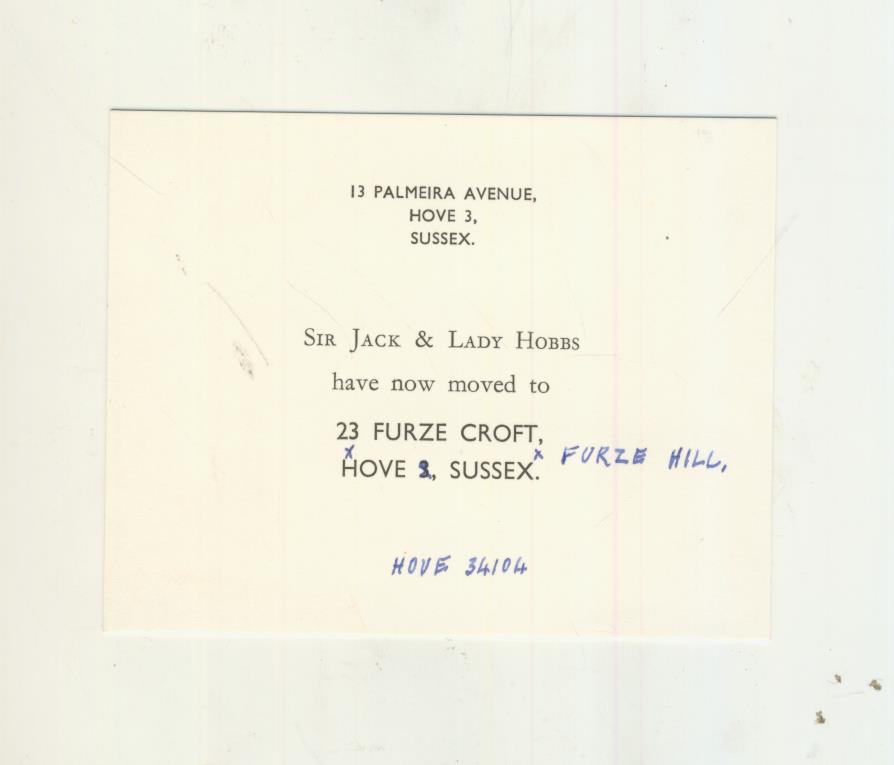 13 PALMEIRA AVENUE,
HOVE 3,
SUSSEX.
SIR JACK & LADY HOBBS
have now moved to
23 FURZE CROFT,
x x FURZE HILL,
HOVE 2, SUSSEX.
HOVE 34104